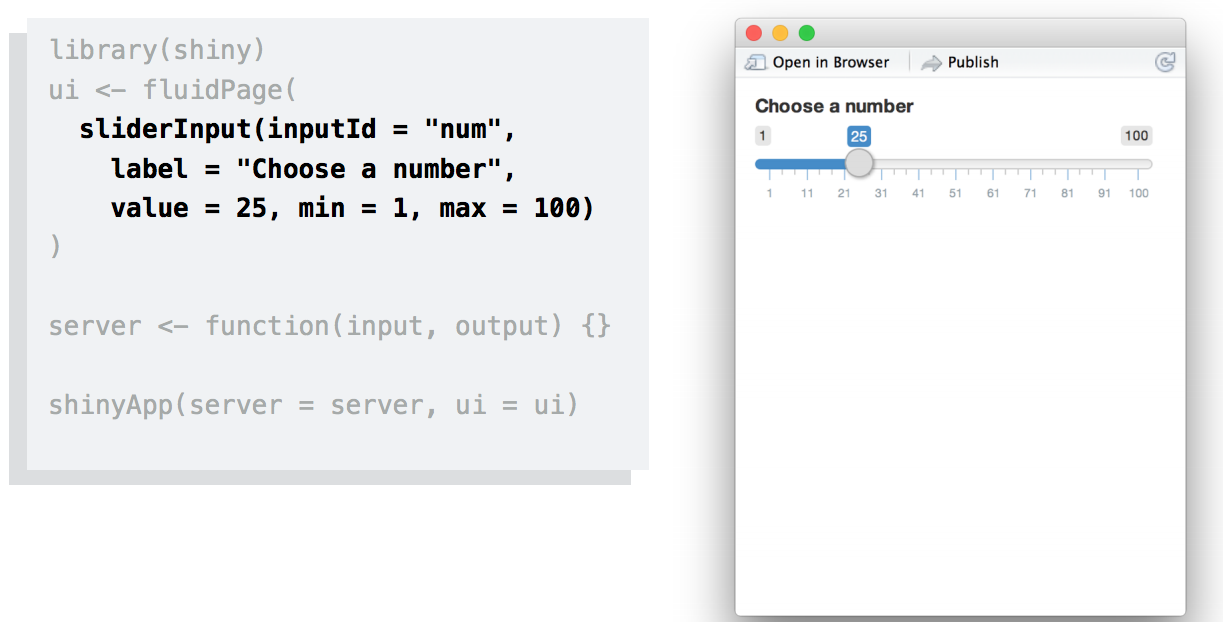 library(shiny)
ui <- fluidPage(
  sliderInput(inputId = "num",
    label = "Choose a number",
    value = 25, min = 1, max = 100)
)
server <- function(input, output) {}
shinyApp(server = server, ui = ui)
Open in Browser Publish
Choose a number
1 25 100
1 11 21 31 41 51 61 71 81 91 100